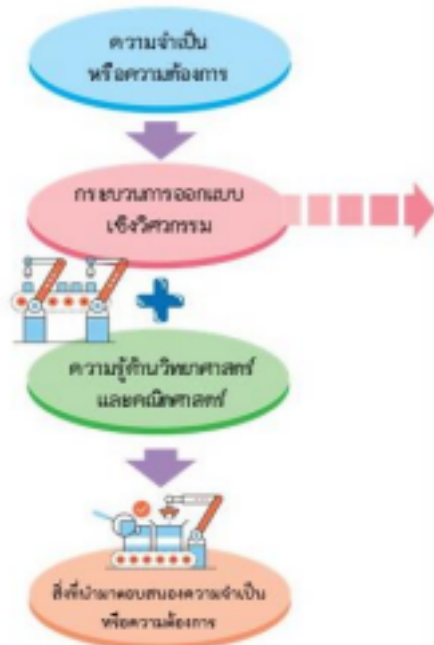 ความจำเป็น
หรือความต้องการ
กระบวนการออกแบบ
เชิงวิศวกรรม
ความรู้ด้านวิทยาศาสตร์
และคณิตศาสตร์
สิ่งที่นำมาตอบสนองความจำเป็น
หรือความต้องการ